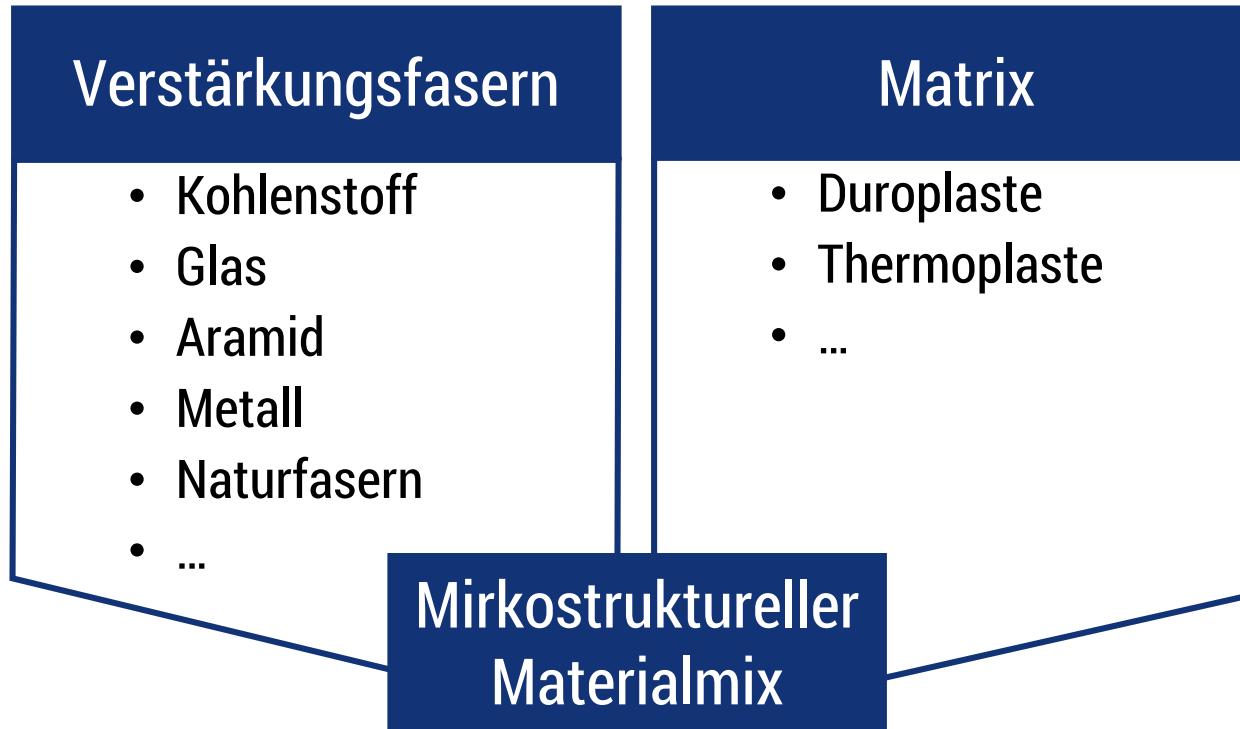 Verstärkungsfasern
• Kohlenstoff
• Glas
• Aramid
• Metall
• Naturfasern
• ...
Matrix
• Duroplaste
• Thermoplaste
• ...
Mirkostruktureller
Materialmix